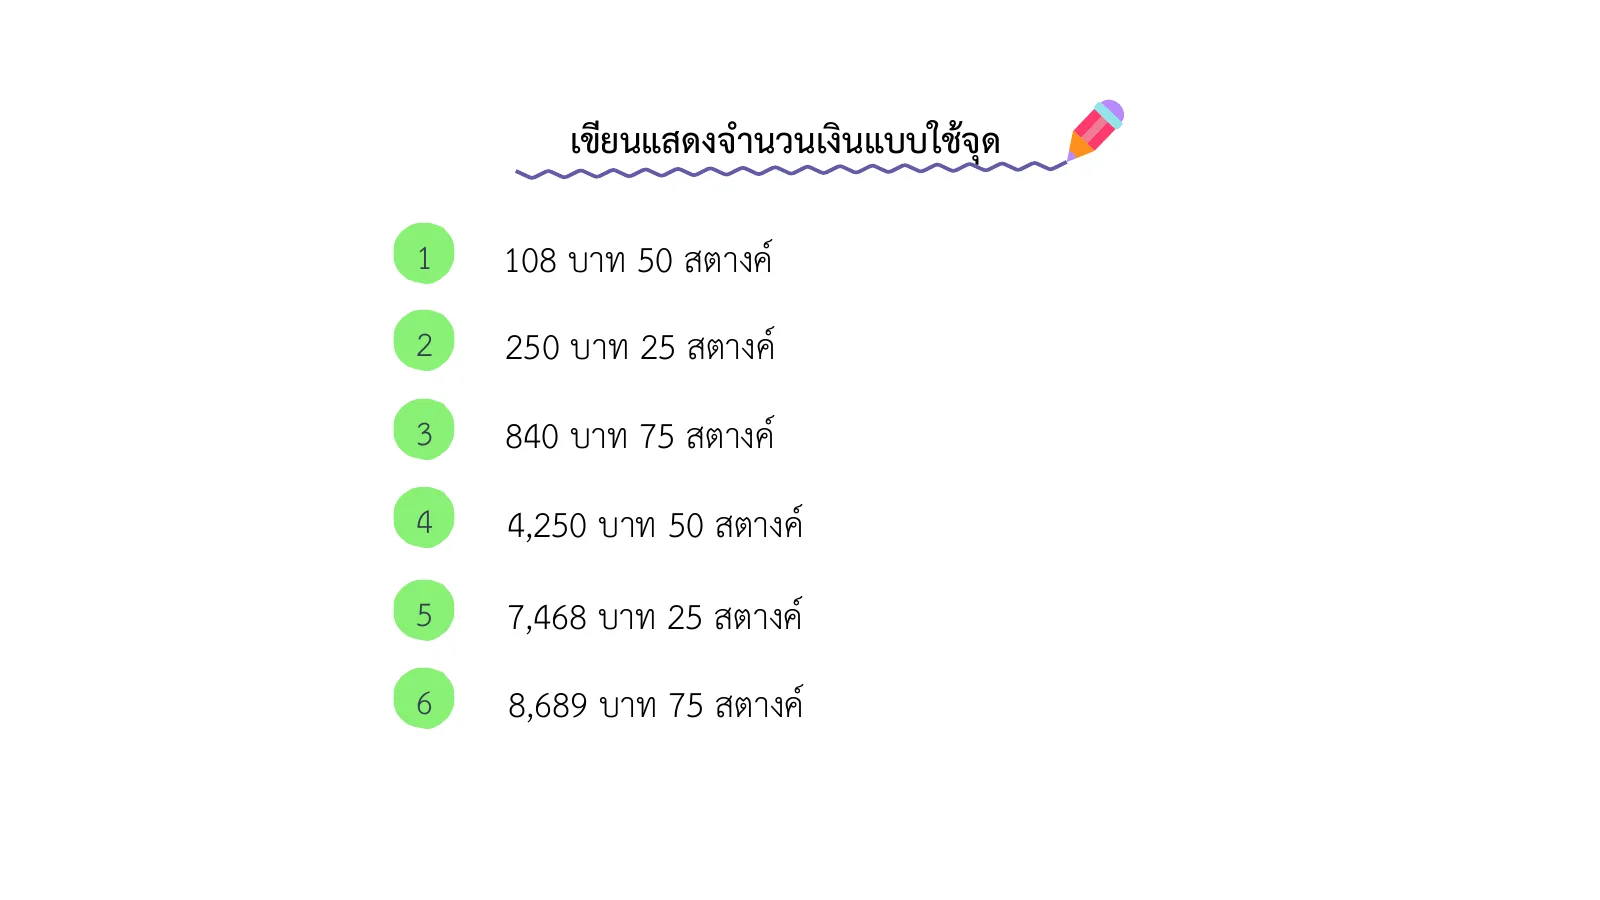 เขียนแสดงจำนวนเงินแบบใช้จุด
1 108 บาท 50 สตางค์
2 250 บาท 25 สตางค์
3 840 บาท 75 สตางค์
4 4,250 บาท 50 สตางค์
5 7,468 บาท 25 สตางค์
6 8,689 บาท 75 สตางค์